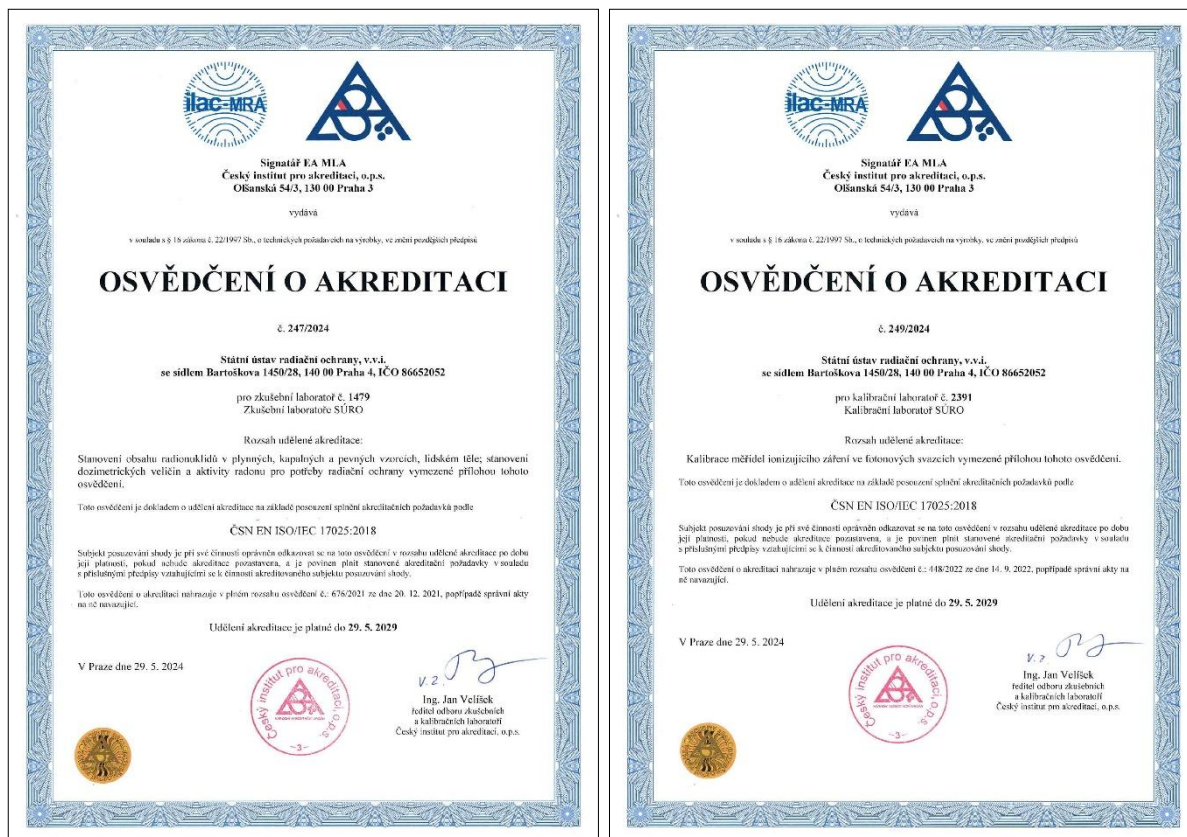 ilac-MRA
Signatář EA MLA
Český institut pro akreditaci, o.p.s.
Olšanská 54/3, 130 00 Praha 3
vydává
v souladu s § 16 zákona č. 22/1997 Sb., o technických požadavcích na výrobky, ve znění pozdějších předpisů
OSVĚDČENÍ O AKREDITACI
č. 247/2024
Státní ústav radiační ochrany, v.v.i.
se sídlem Bartoškova 1450/28, 140 00 Praha 4, IČO 86652052
pro zkušební laboratoř č. 1479
Zkušební laboratoře SÚRO
Rozsah udělené akreditace:
Stanovení obsahu radionuklidů v plynných, kapalných a pevných vzorcích, lidském těle; stanovení
dozimetrických veličin a aktivity radonu pro potřeby radiační ochrany vymezené přílohou tohoto
osvědčení.
Toto osvědčení je dokladem o udělení akreditace na základě posouzení splnění akreditačních požadavků podle
ČSN EN ISO/IEC 17025:2018
Subjekt posuzování shody je při své činnosti oprávněn odkazovat se na toto osvědčení v rozsahu udělené akreditace po dobu
její platnosti, pokud nebude akreditace pozastavena, a je povinen plnit stanovené akreditační požadavky v souladu
s příslušnými předpisy vztahujícími se k činnosti akreditovaného subjektu posuzování shody.
Toto osvědčení o akreditaci nahrazuje v plném rozsahu osvědčení č.: 676/2021 ze dne 20. 12. 2021, popřípadě správní akty
na ně navazující.
Udělení akreditace je platné do 29. 5. 2029
V Praze dne 29. 5. 2024
Český institut pro akreditaci, o.p.s.
-3-
v.z.
Ing. Jan Velíšek
ředitel odboru zkušebních
a kalibračních laboratoří
Český institut pro akreditaci, o.p.s.
ilac-MRA
Signatář EA MLA
Český institut pro akreditaci, o.p.s.
Olšanská 54/3, 130 00 Praha 3
vydává
v souladu s § 16 zákona č. 22/1997 Sb., o technických požadavcích na výrobky, ve znění pozdějších předpisů
OSVĚDČENÍ O AKREDITACI
č. 249/2024
Státní ústav radiační ochrany, v.v.i.
se sídlem Bartoškova 1450/28, 140 00 Praha 4, IČO 86652052
pro kalibrační laboratoř č. 2391
Kalibrační laboratoř SÚRO
Rozsah udělené akreditace:
Kalibrace měřidel ionizujícího záření ve fotonových svazcích vymezené přílohou tohoto osvědčení.
Toto osvědčení je dokladem o udělení akreditace na základě posouzení splnění akreditačních požadavků podle
ČSN EN ISO/IEC 17025:2018
Subjekt posuzování shody je při své činnosti oprávněn odkazovat se na toto osvědčení v rozsahu udělené akreditace po dobu
její platnosti, pokud nebude akreditace pozastavena, a je povinen plnit stanovené akreditační požadavky v souladu
s příslušnými předpisy vztahujícími se k činnosti akreditovaného subjektu posuzování shody.
Toto osvědčení o akreditaci nahrazuje v plném rozsahu osvědčení č.: 448/2022 ze dne 14. 9. 2022, popřípadě správní akty na
ně navazující.
Udělení akreditace je platné do 29. 5. 2029
V Praze dne 29. 5. 2024
Český institut pro akreditaci, o.p.s.
-3-
v.z.
Ing. Jan Velíšek
ředitel odboru zkušebních
a kalibračních laboratoří
Český institut pro akreditaci, o.p.s.